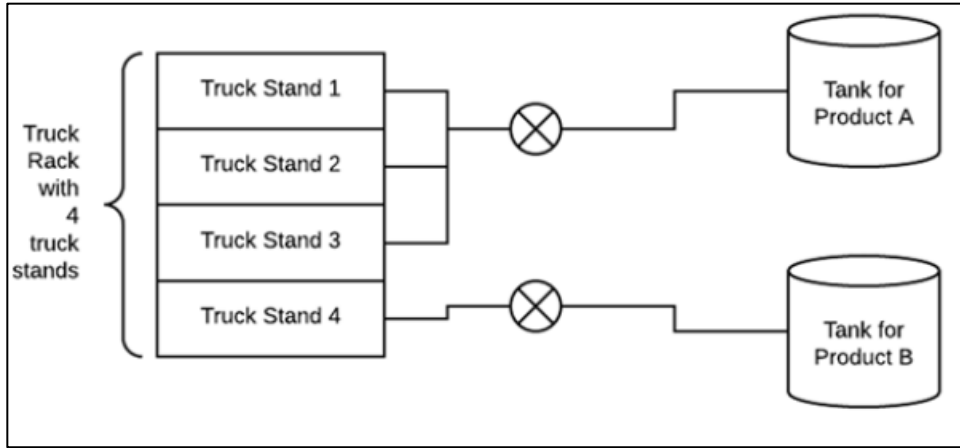 Truck
Rack
with
4
truck
stands
Truck Stand 1
Truck Stand 2
Truck Stand 3
Truck Stand 4
Tank for
Product A
Tank for
Product B